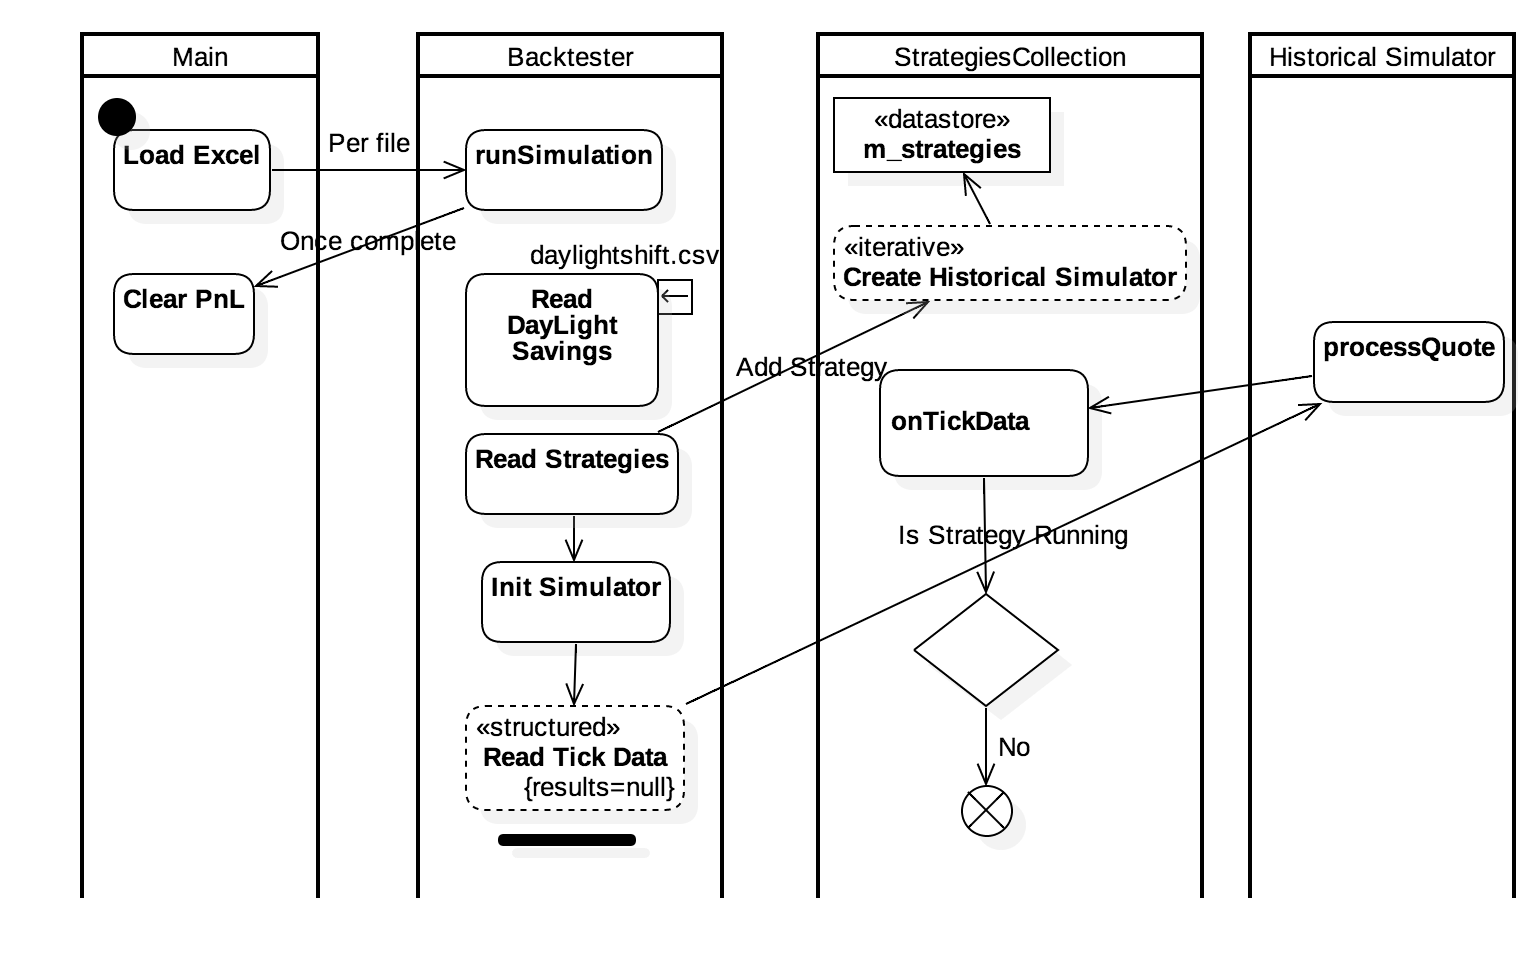 Main
Backtester
StrategiesCollection
Historical Simulator
Load Excel
Per file
runSimulation
Once complete
Clear PnL
daylightshift.csv
Read
DayLight
Savings
Add Strategy
Read Strategies
Init Simulator
«structured»
Read Tick Data
{results=null}
«datastore»
m_strategies
«iterative»
Create Historical Simulator
onTickData
Is Strategy Running
No
processQuote